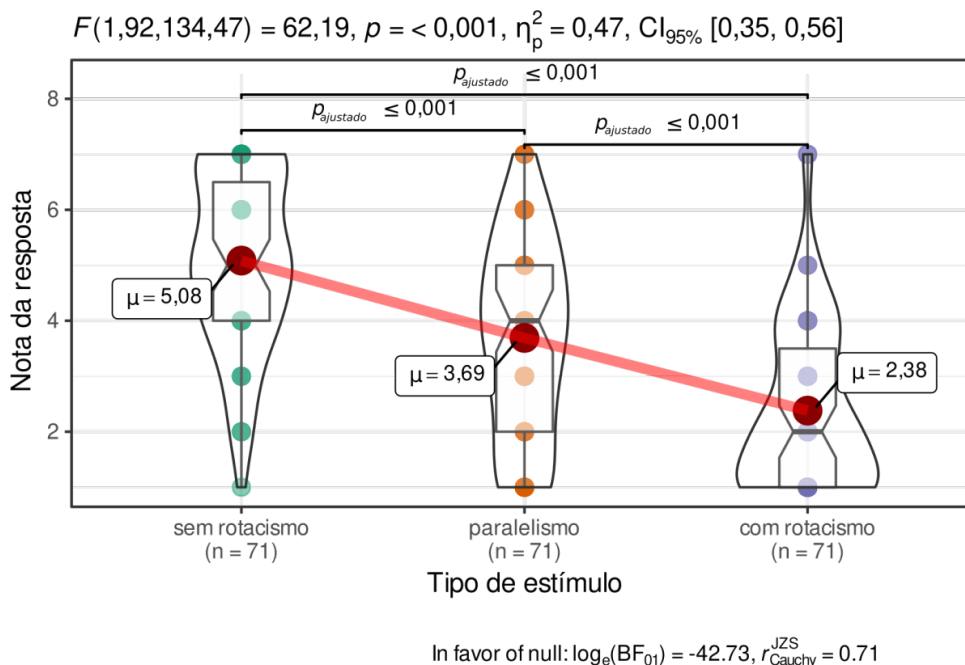 F(1,92,134,47) = 62,19, p = < 0,001, η²p = 0,47, CI95% [0,35, 0,56]
pajustado ≤ 0,001
pajustado ≤ 0,001
pajustado ≤ 0,001
8
6
4
2
Nota da resposta
μ = 5,08
μ = 3,69
μ = 2,38
sem rotacismo
(n = 71)
paralelismo
(n = 71)
com rotacismo
(n = 71)
Tipo de estímulo
In favor of null: loge(BF01) = -42.73, rJZSCauchy = 0.71